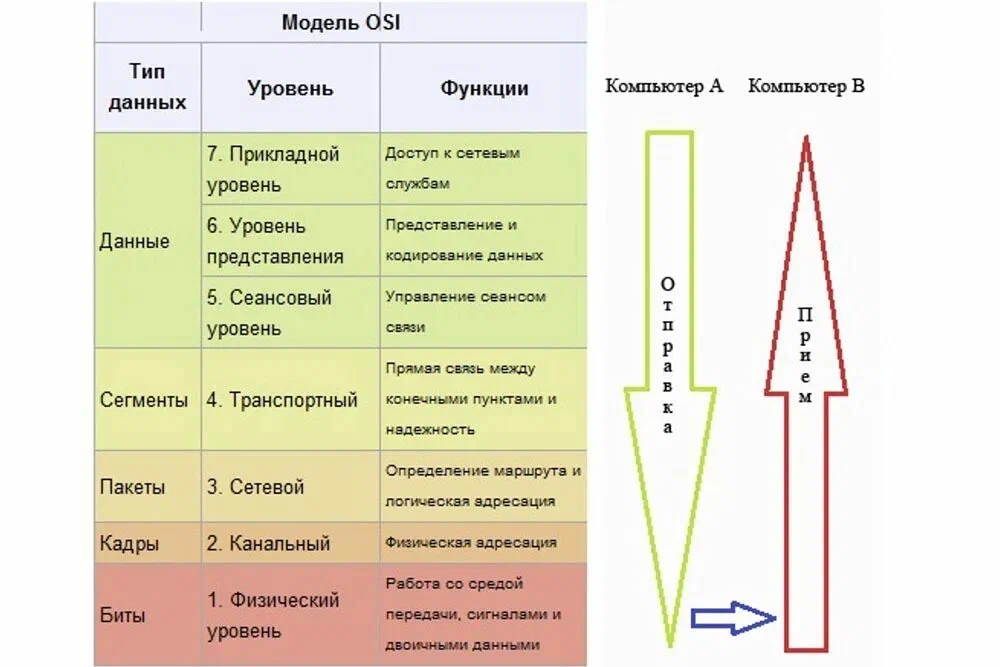 Модель OSI
Тип
данных
Уровень
Функции
Данные
7. Прикладной
уровень
Доступ к сетевым
службам
6. Уровень
представления
Представление и
кодирование данных
5. Сеансовый
уровень
Управление сеансом
связи
Сегменты
4. Транспортный
Прямая связь между
конечными пунктами и
надежность
Пакеты
3. Сетевой
Определение маршрута и
логическая адресация
Кадры
2. Канальный
Физическая адресация
Биты
1. Физический
уровень
Работа со средой
передачи, сигналами и
двоичными данными
Компьютер А
Компьютер В
Отправка
Прием